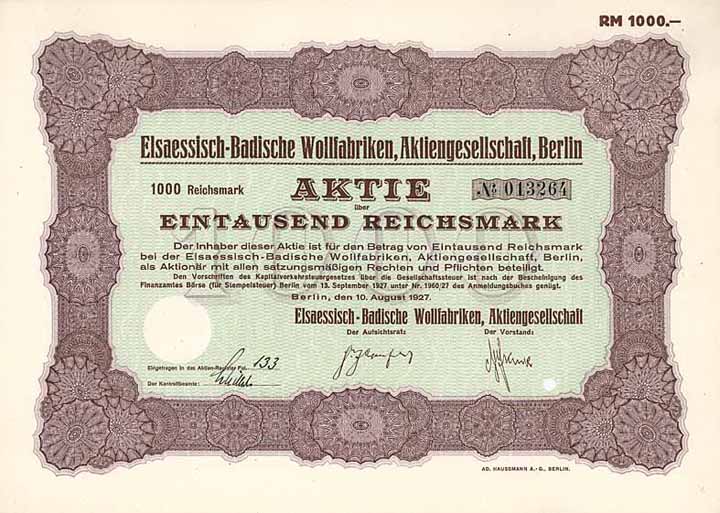 RM 1000.—
Elsaessisch-Badische Wollfabriken, Aktiengesellschaft, Berlin
1000 Reichsmark AKTIE № 013264
über
EINTAUSEND REICHSMARK
Der Inhaber dieser Aktie ist für den Betrag von Eintausend Reichsmark
bei der Elsaessisch-Badische Wollfabriken, Aktiengesellschaft, Berlin,
als Aktionär mit allen satzungsmäßigen Rechten und Pflichten beteiligt.
Den Vorschriften des Kapitalverkehrsteuergesetzes über die Gesellschaftssteuer ist nach der Bescheinigung des
Finanzamtes Börse (für Stempelsteuer) Berlin vom 13. September 1927 unter Nr. 1960/27 des Anmeldungsbuches genügt.
Berlin, den 10. August 1927.
Elsaessisch-Badische Wollfabriken, Aktiengesellschaft
Der Aufsichtsrat: Der Vorstand:
Eingetragen in das Aktien-Register Fol. 133
Der Kontrollbeamte:
AD. HAUSSMANN A.-G., BERLIN.